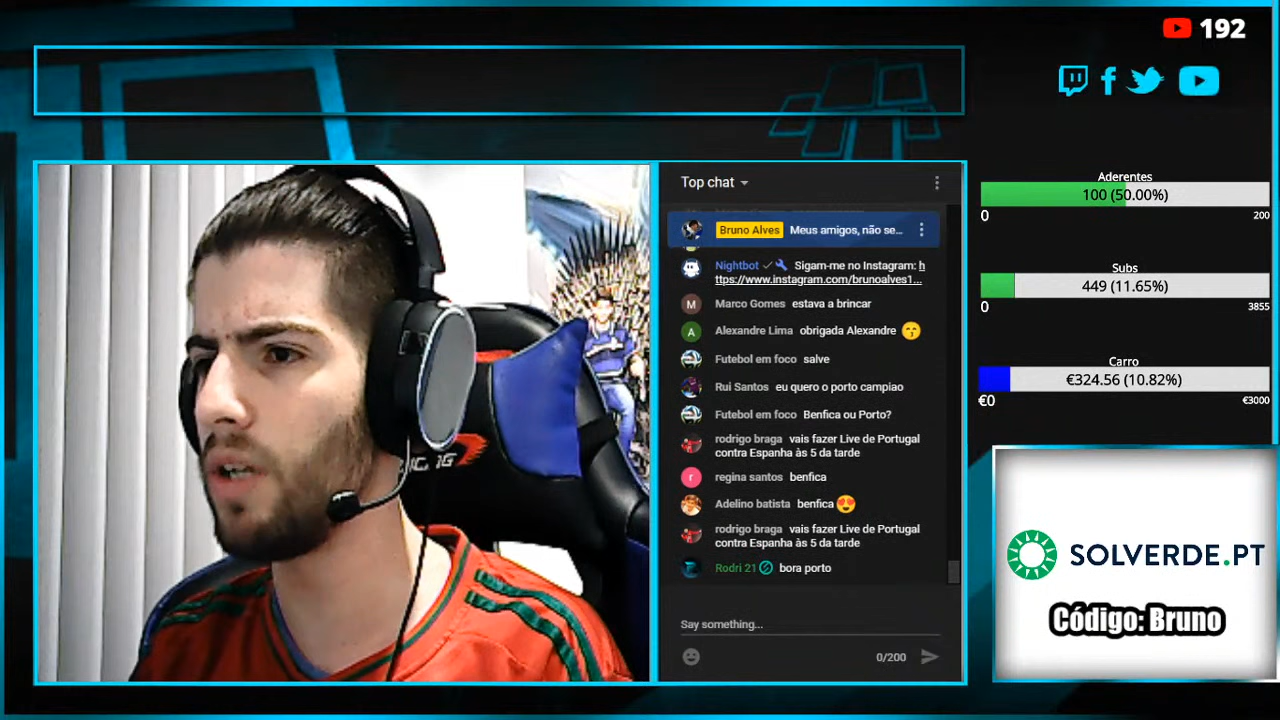 192
Top chat
Bruno Alves Meus amigos, não se...
Nightbot Sigam-me no Instagram: h
ttps://www.instagram.com/brunoalves1...
M Marco Gomes estava a brincar
A Alexandre Lima obrigada Alexandre
Futebol em foco salve
Rui Santos eu quero o porto campiao
Futebol em foco Benfica ou Porto?
rodrigo braga vais fazer Live de Portugal
contra Espanha às 5 da tarde
r regina santos benfica
Adelino batista benfica
rodrigo braga vais fazer Live de Portugal
contra Espanha às 5 da tarde
Rodri 21 bora porto
Say something...
0/200
Aderentes
100 (50.00%)
0
200
Subs
449 (11.65%)
0
3855
Carro
€324.56 (10.82%)
€0
€3000
SOLVERDE.PT
Código: Bruno